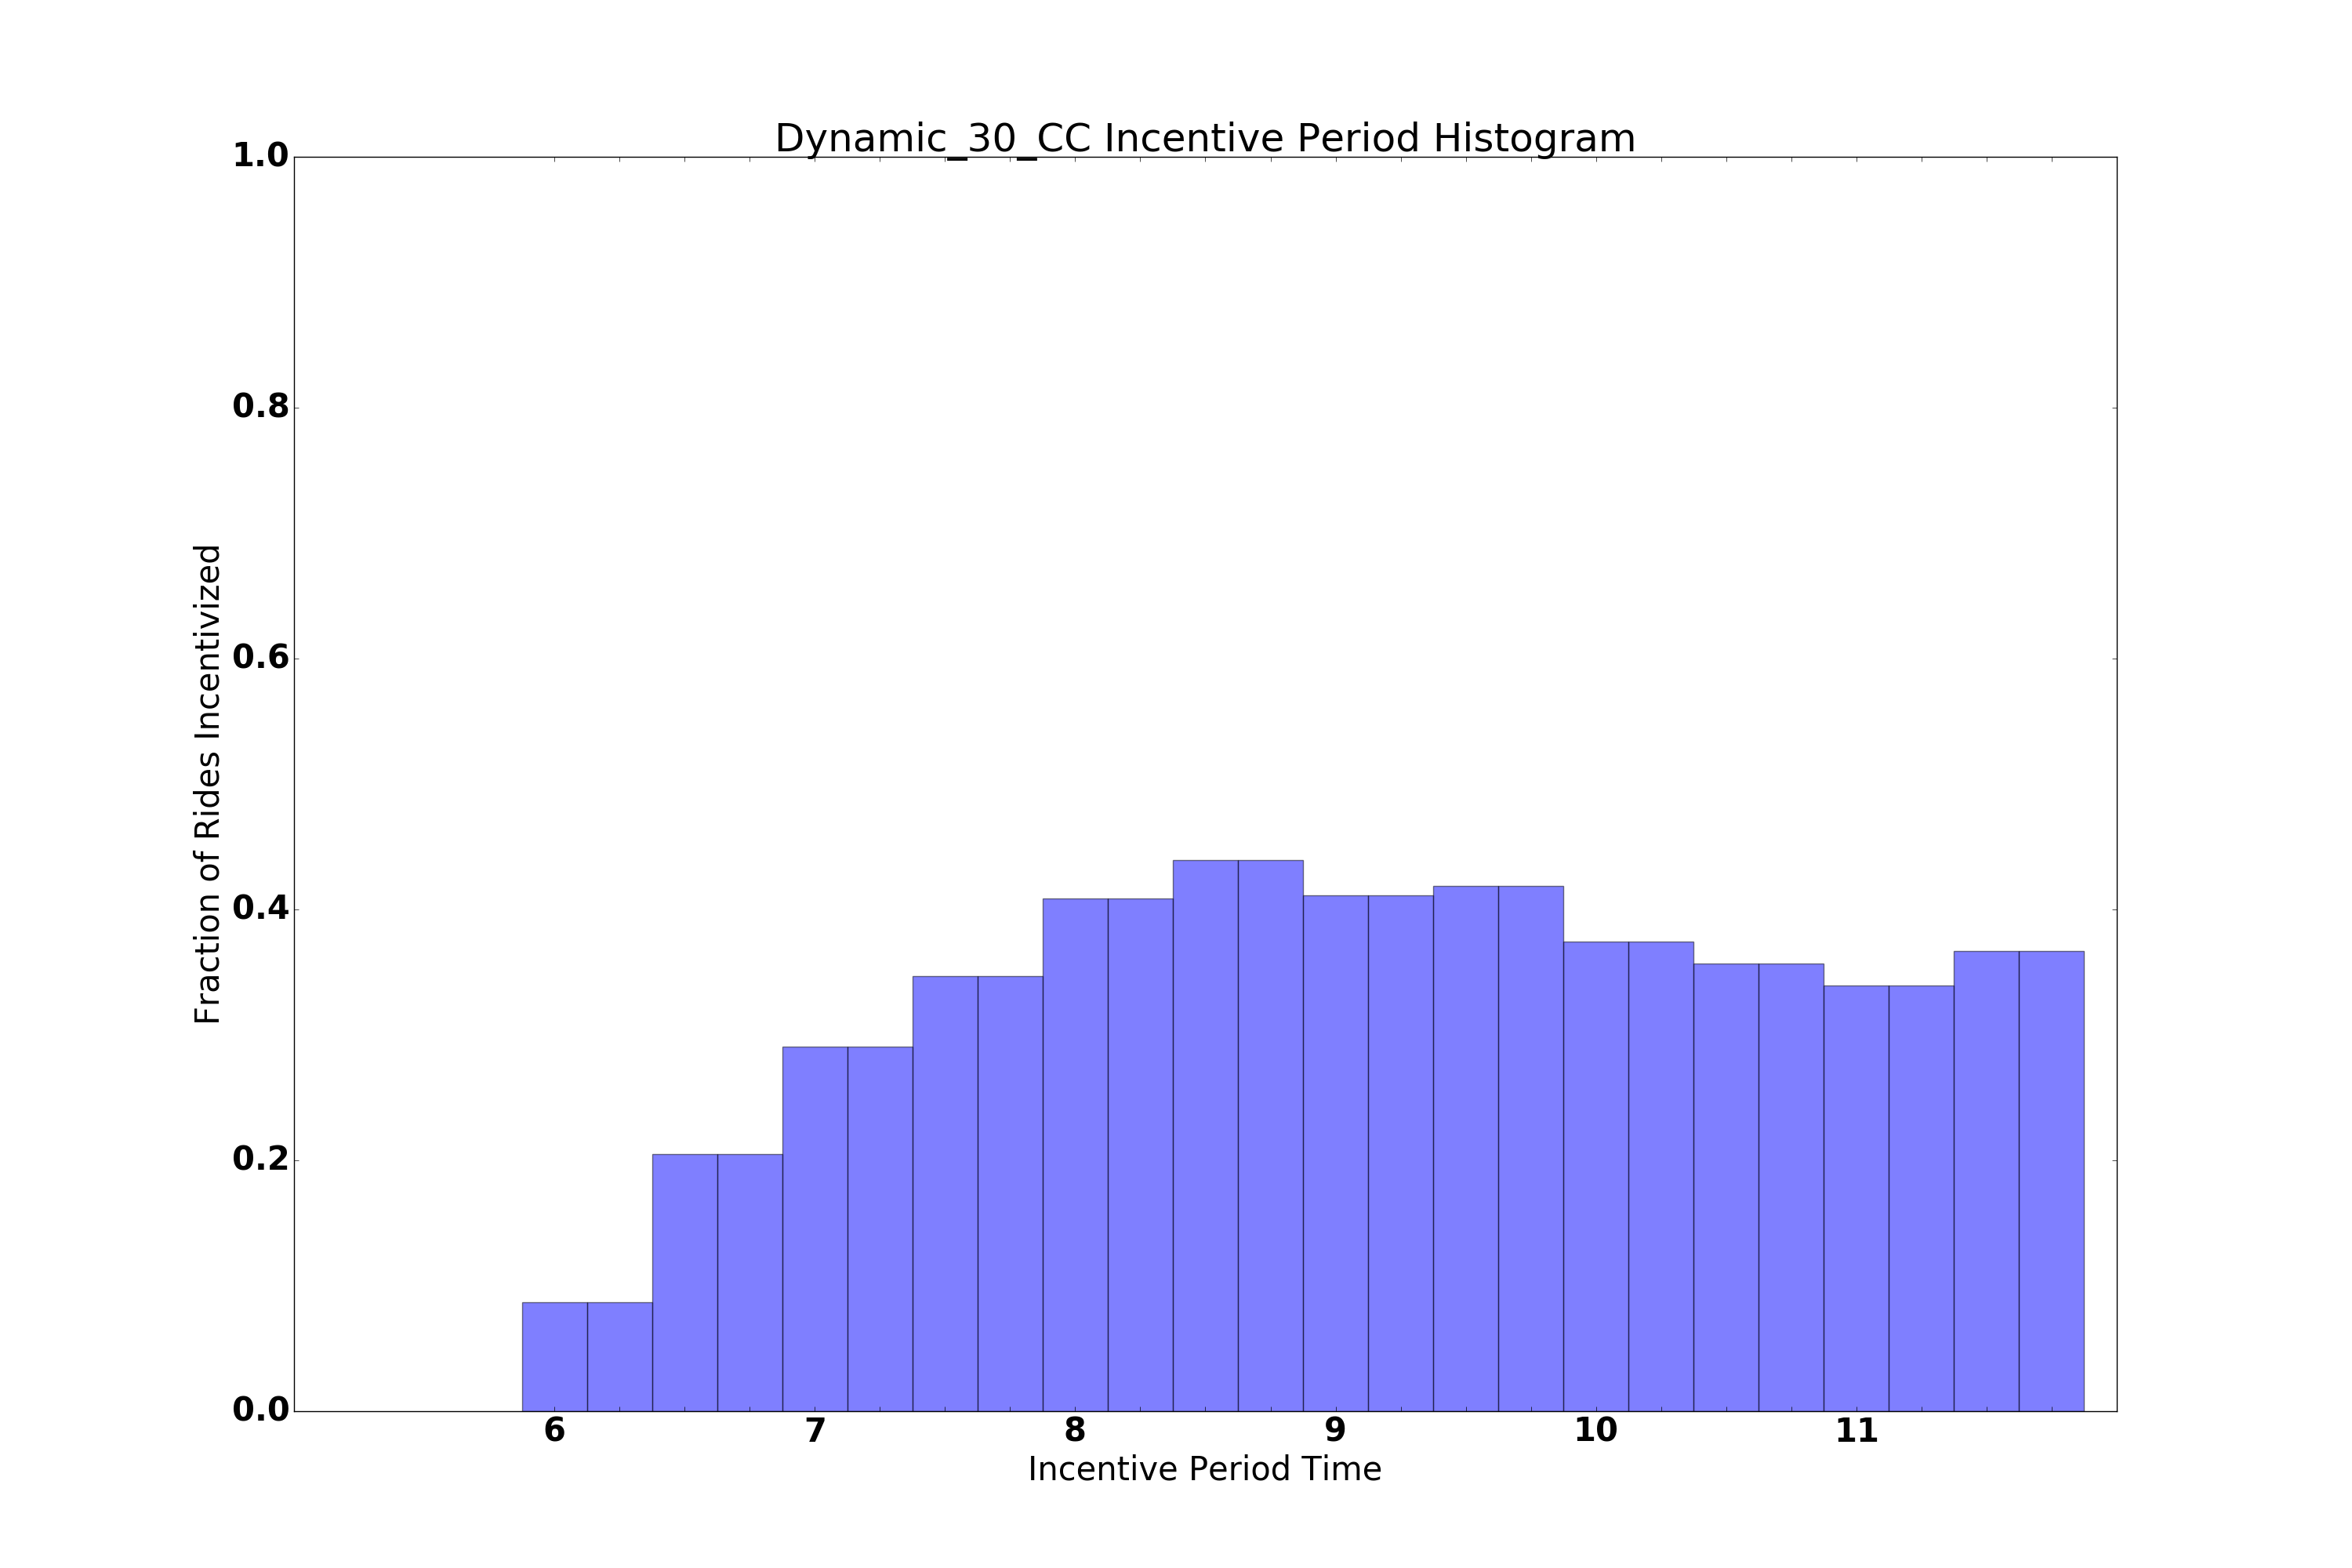 Dynamic_30_CC Incentive Period Histogram
1.0
0.8
0.6
0.4
0.2
0.0
Fraction of Rides Incentivized
6 7 8 9 10 11
Incentive Period Time